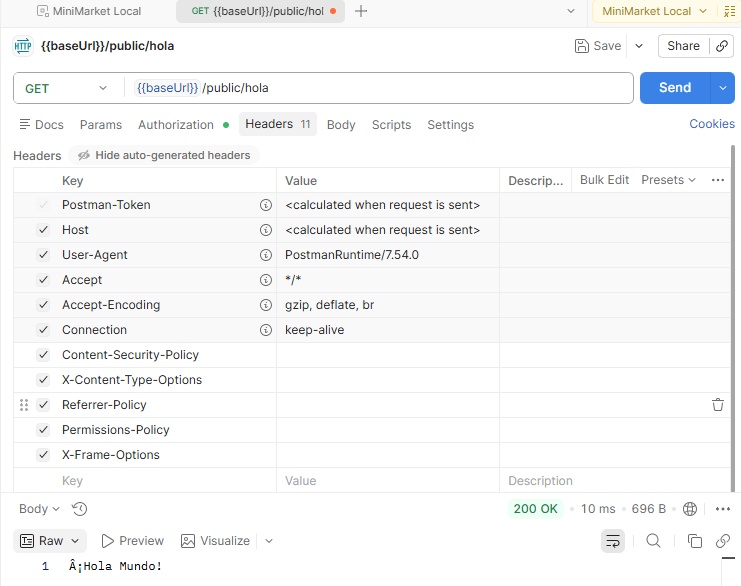 MiniMarket Local
GET {{baseUrl}}/public/hol
MiniMarket Local
HTTP {{baseUrl}}/public/hola
Save
Share
GET
{{baseUrl}} /public/hola
Send
Docs Params Authorization Headers 11 Body Scripts Settings
Cookies
Headers Hide auto-generated headers
Key Value Descrip... Bulk Edit Presets
Postman-Token <calculated when request is sent>
Host <calculated when request is sent>
User-Agent PostmanRuntime/7.54.0
Accept */*
Accept-Encoding gzip, deflate, br
Connection keep-alive
Content-Security-Policy
X-Content-Type-Options
Referrer-Policy
Permissions-Policy
X-Frame-Options
Key Value Description
Body 200 OK • 10 ms • 696 B
Raw Preview Visualize
1 Â¡Hola Mundo!